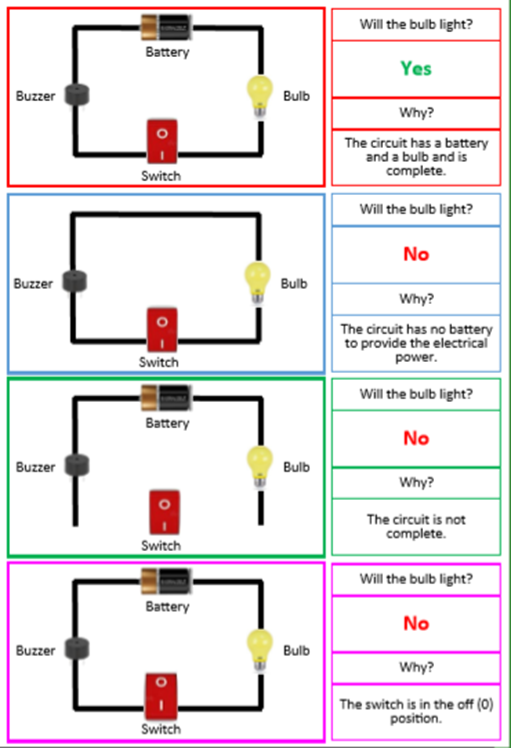 Battery
Buzzer
Bulb
Switch
Will the bulb light?
Yes
Why?
The circuit has a battery
and a bulb and is
complete.
Buzzer
Bulb
Switch
Will the bulb light?
No
Why?
The circuit has no battery
to provide the electrical
power.
Battery
Buzzer
Bulb
Switch
Will the bulb light?
No
Why?
The circuit is not
complete.
Battery
Buzzer
Bulb
Switch
Will the bulb light?
No
Why?
The switch is in the off (0)
position.